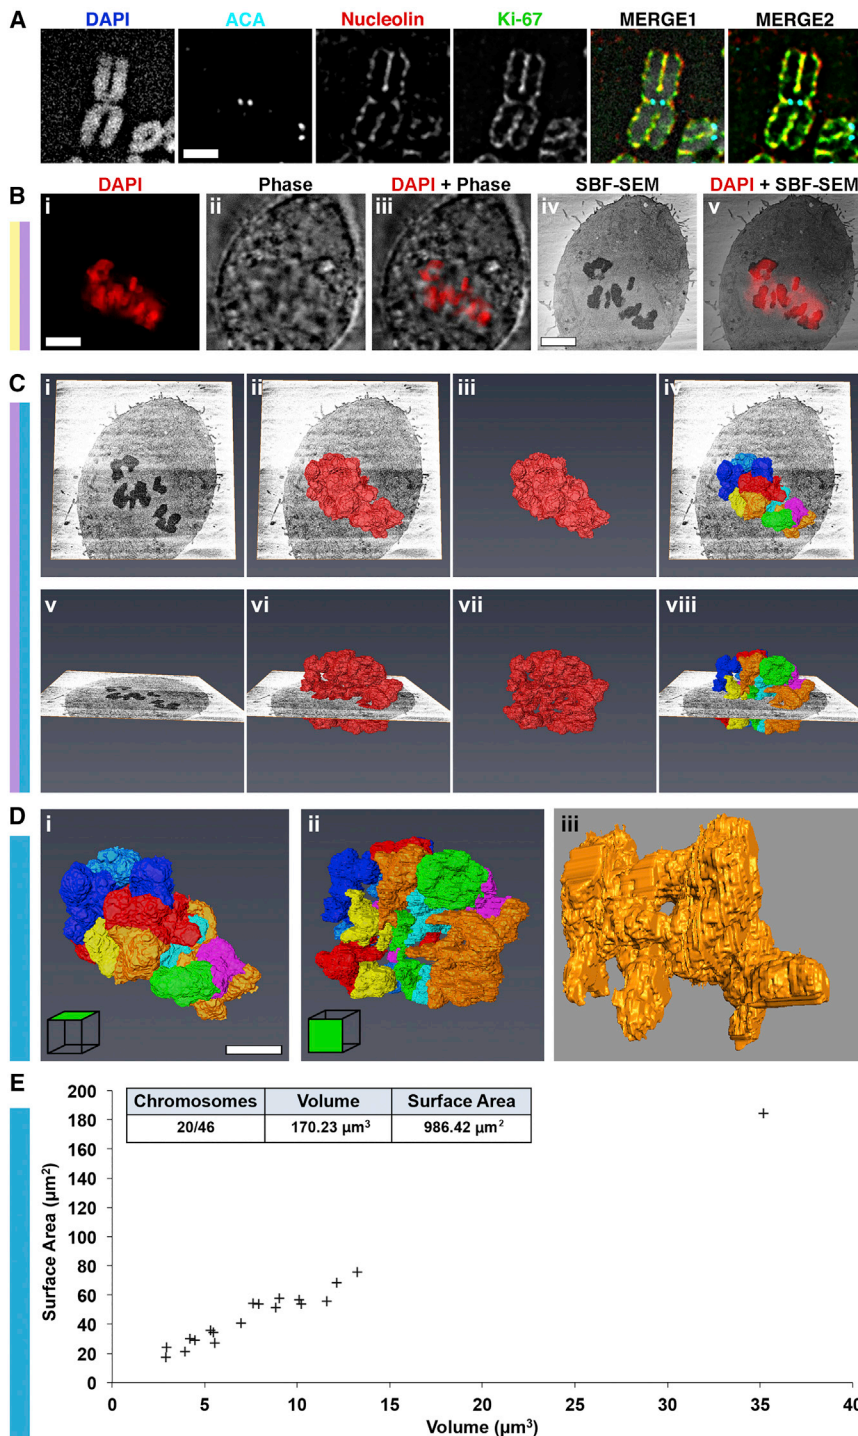 A
DAPI ACA Nucleolin Ki-67 MERGE1 MERGE2
B
DAPI Phase DAPI + Phase SBF-SEM DAPI + SBF-SEM
i ii iii iv v
C
i ii iii iv
v vi vii viii
D
i ii iii
E
Chromosomes Volume Surface Area
20/46 170.23 µm³ 986.42 µm²
Surface Area (µm²)
200
180
160
140
120
100
80
60
40
20
0
0 5 10 15 20 25 30 35 40
Volume (µm³)